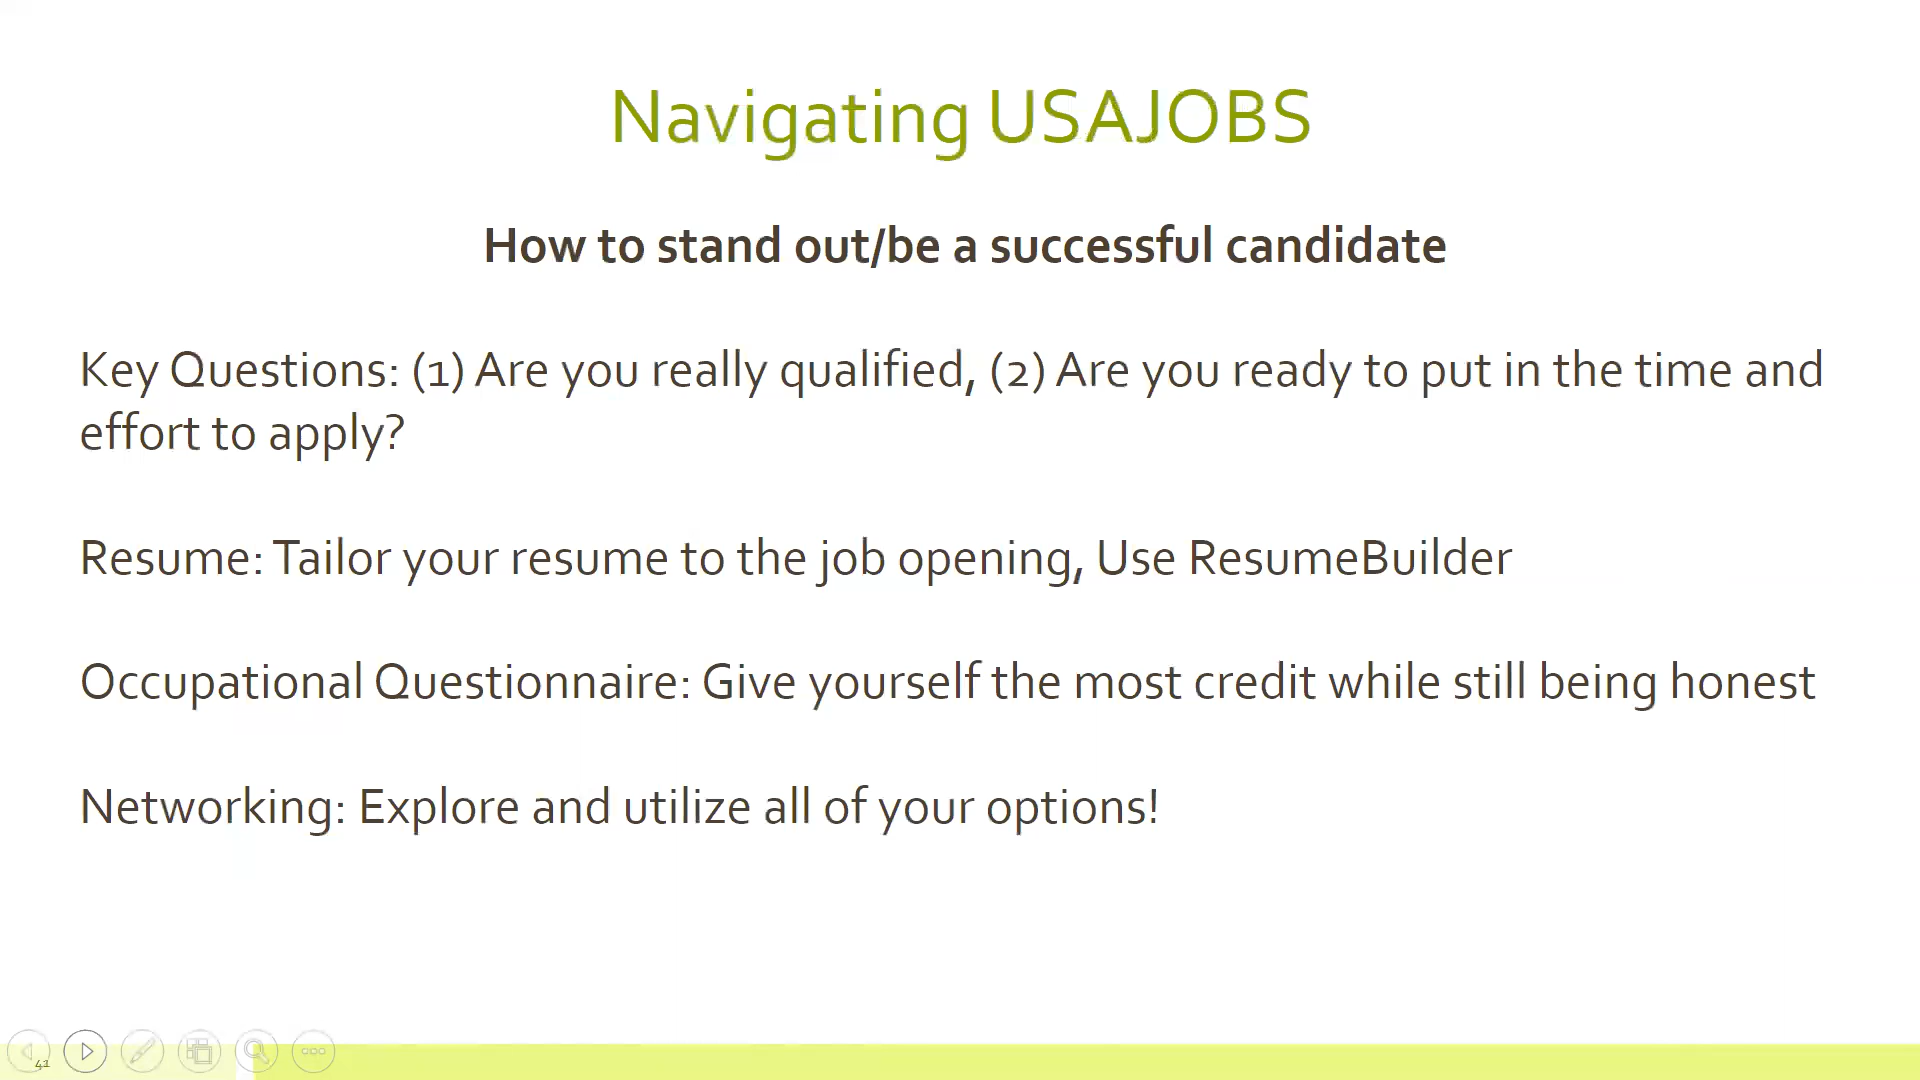 Navigating USAJOBS
How to stand out/be a successful candidate
Key Questions: (1) Are you really qualified, (2) Are you ready to put in the time and
effort to apply?
Resume: Tailor your resume to the job opening, Use ResumeBuilder
Occupational Questionnaire: Give yourself the most credit while still being honest
Networking: Explore and utilize all of your options!
41